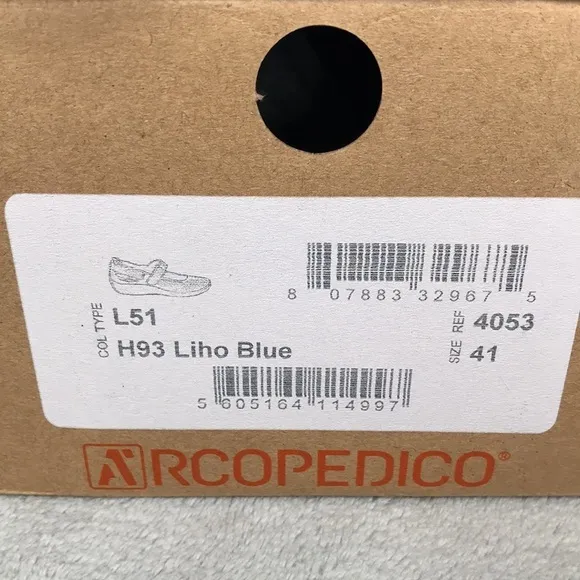 8 07883 32967 5
TYPE L51 REF 4053
COL H93 Liho Blue SIZE 41
5 605164 114997
ARCOPEDICO®